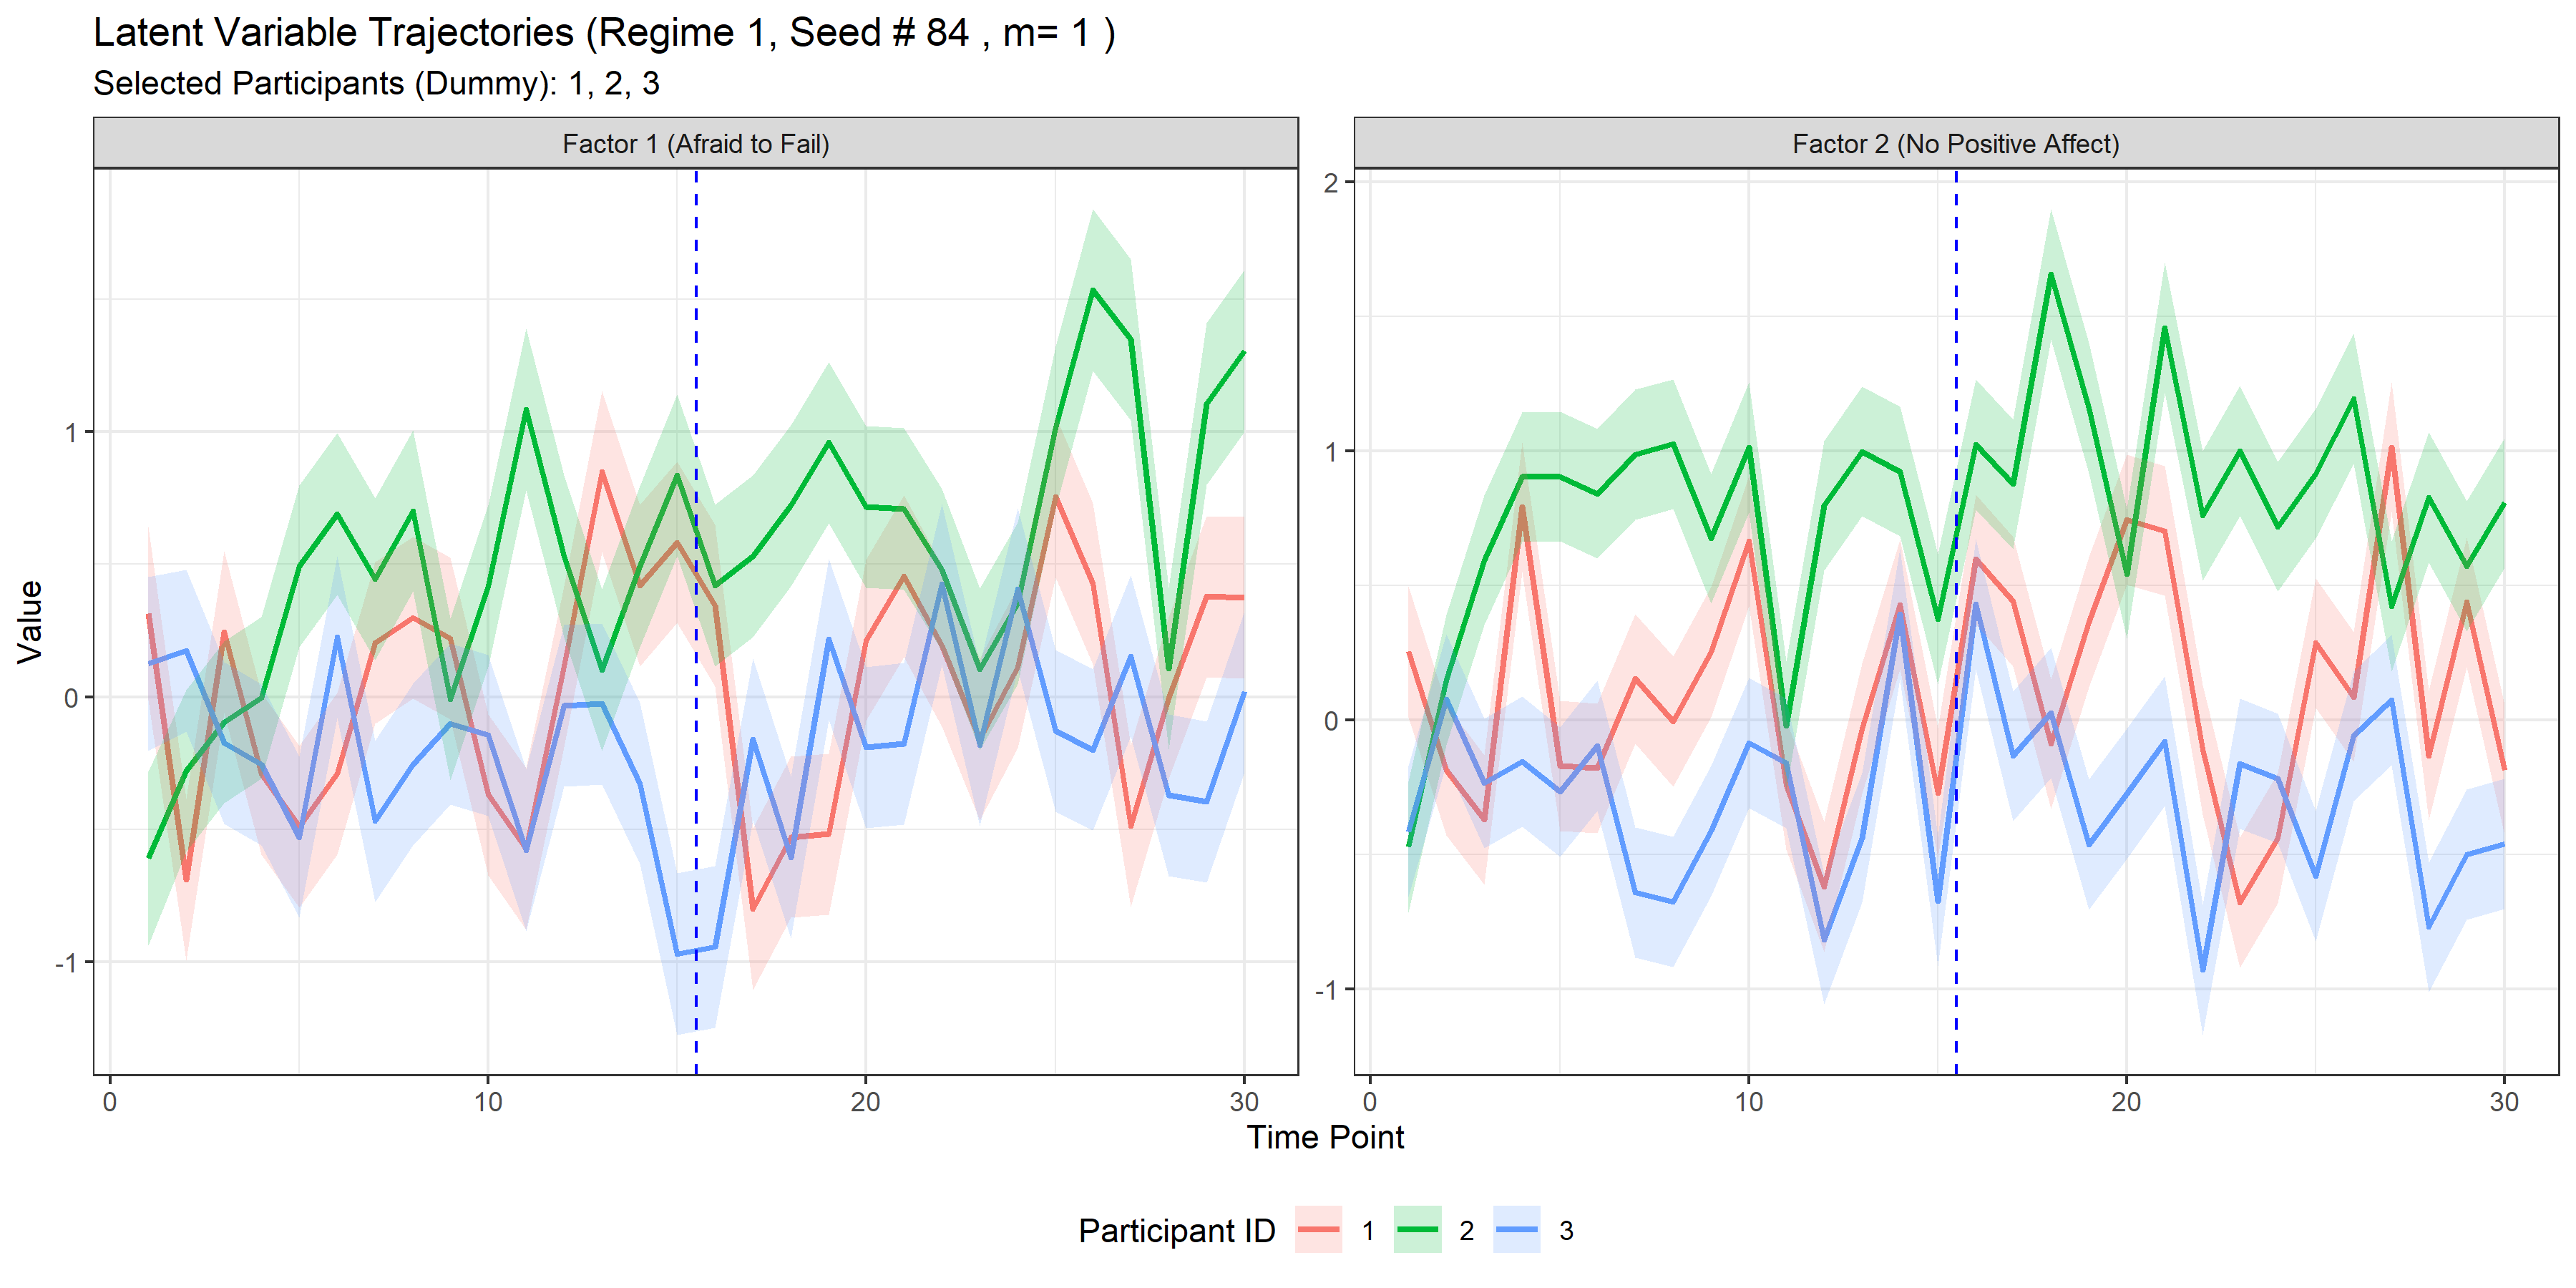 Latent Variable Trajectories (Regime 1, Seed # 84 , m= 1 )
Selected Participants (Dummy): 1, 2, 3
Factor 1 (Afraid to Fail)
Factor 2 (No Positive Affect)
Value
1
0
-1
2
1
0
-1
0 10 20 30
0 10 20 30
Time Point
Participant ID 1 2 3